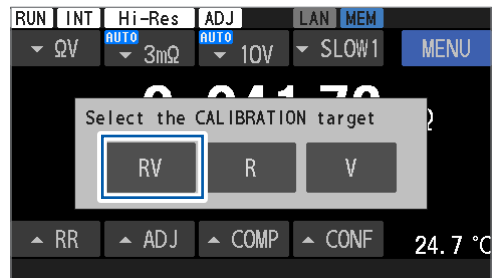 RUN INT Hi-Res ADJ LAN MEM
ΩV AUTO 3mΩ AUTO 10V SLOW1 MENU
Select the CALIBRATION target
RV R V
RR ADJ COMP CONF 24.7 °C